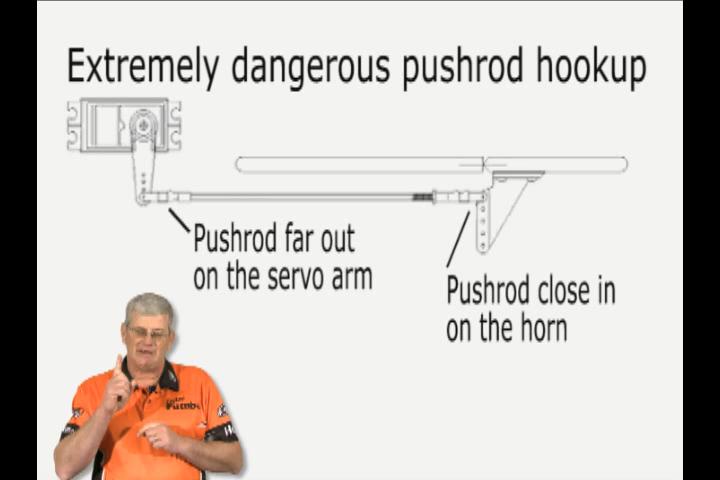 Extremely dangerous pushrod hookup
Pushrod far out
on the servo arm
Pushrod close in
on the horn